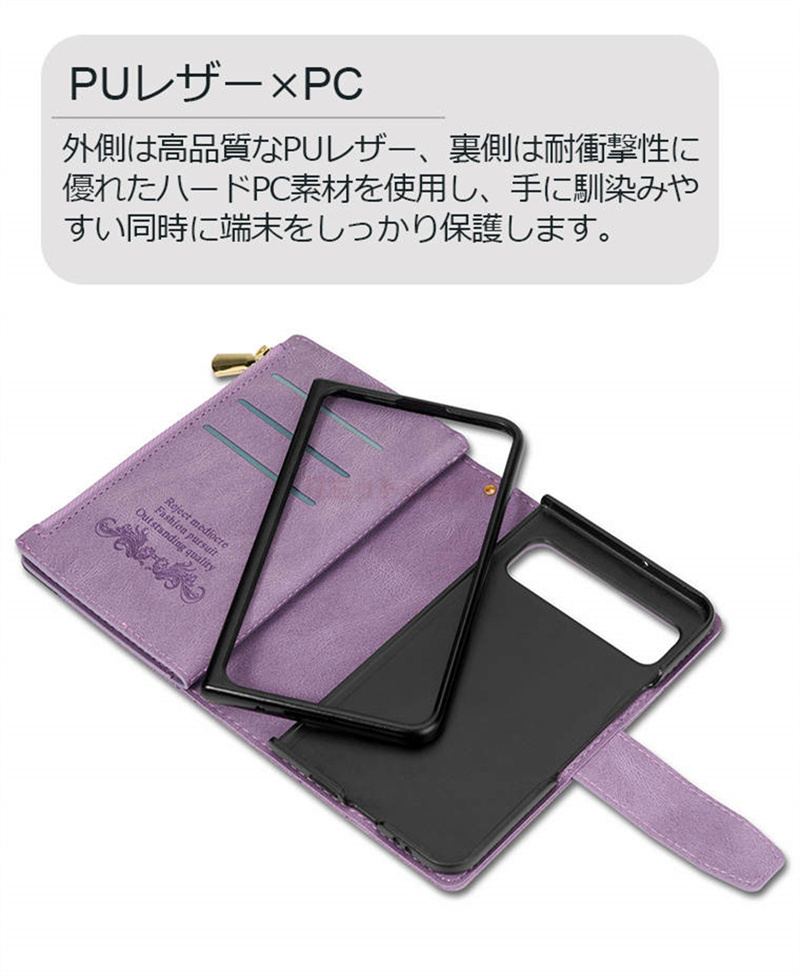 PUレザー×PC
外側は高品質なPUレザー、裏側は耐衝撃性に
優れたハードPC素材を使用し、手に馴染みや
すい同時に端末をしっかり保護します。
Reject mediocre
Fashion pursuit
Outstanding quality